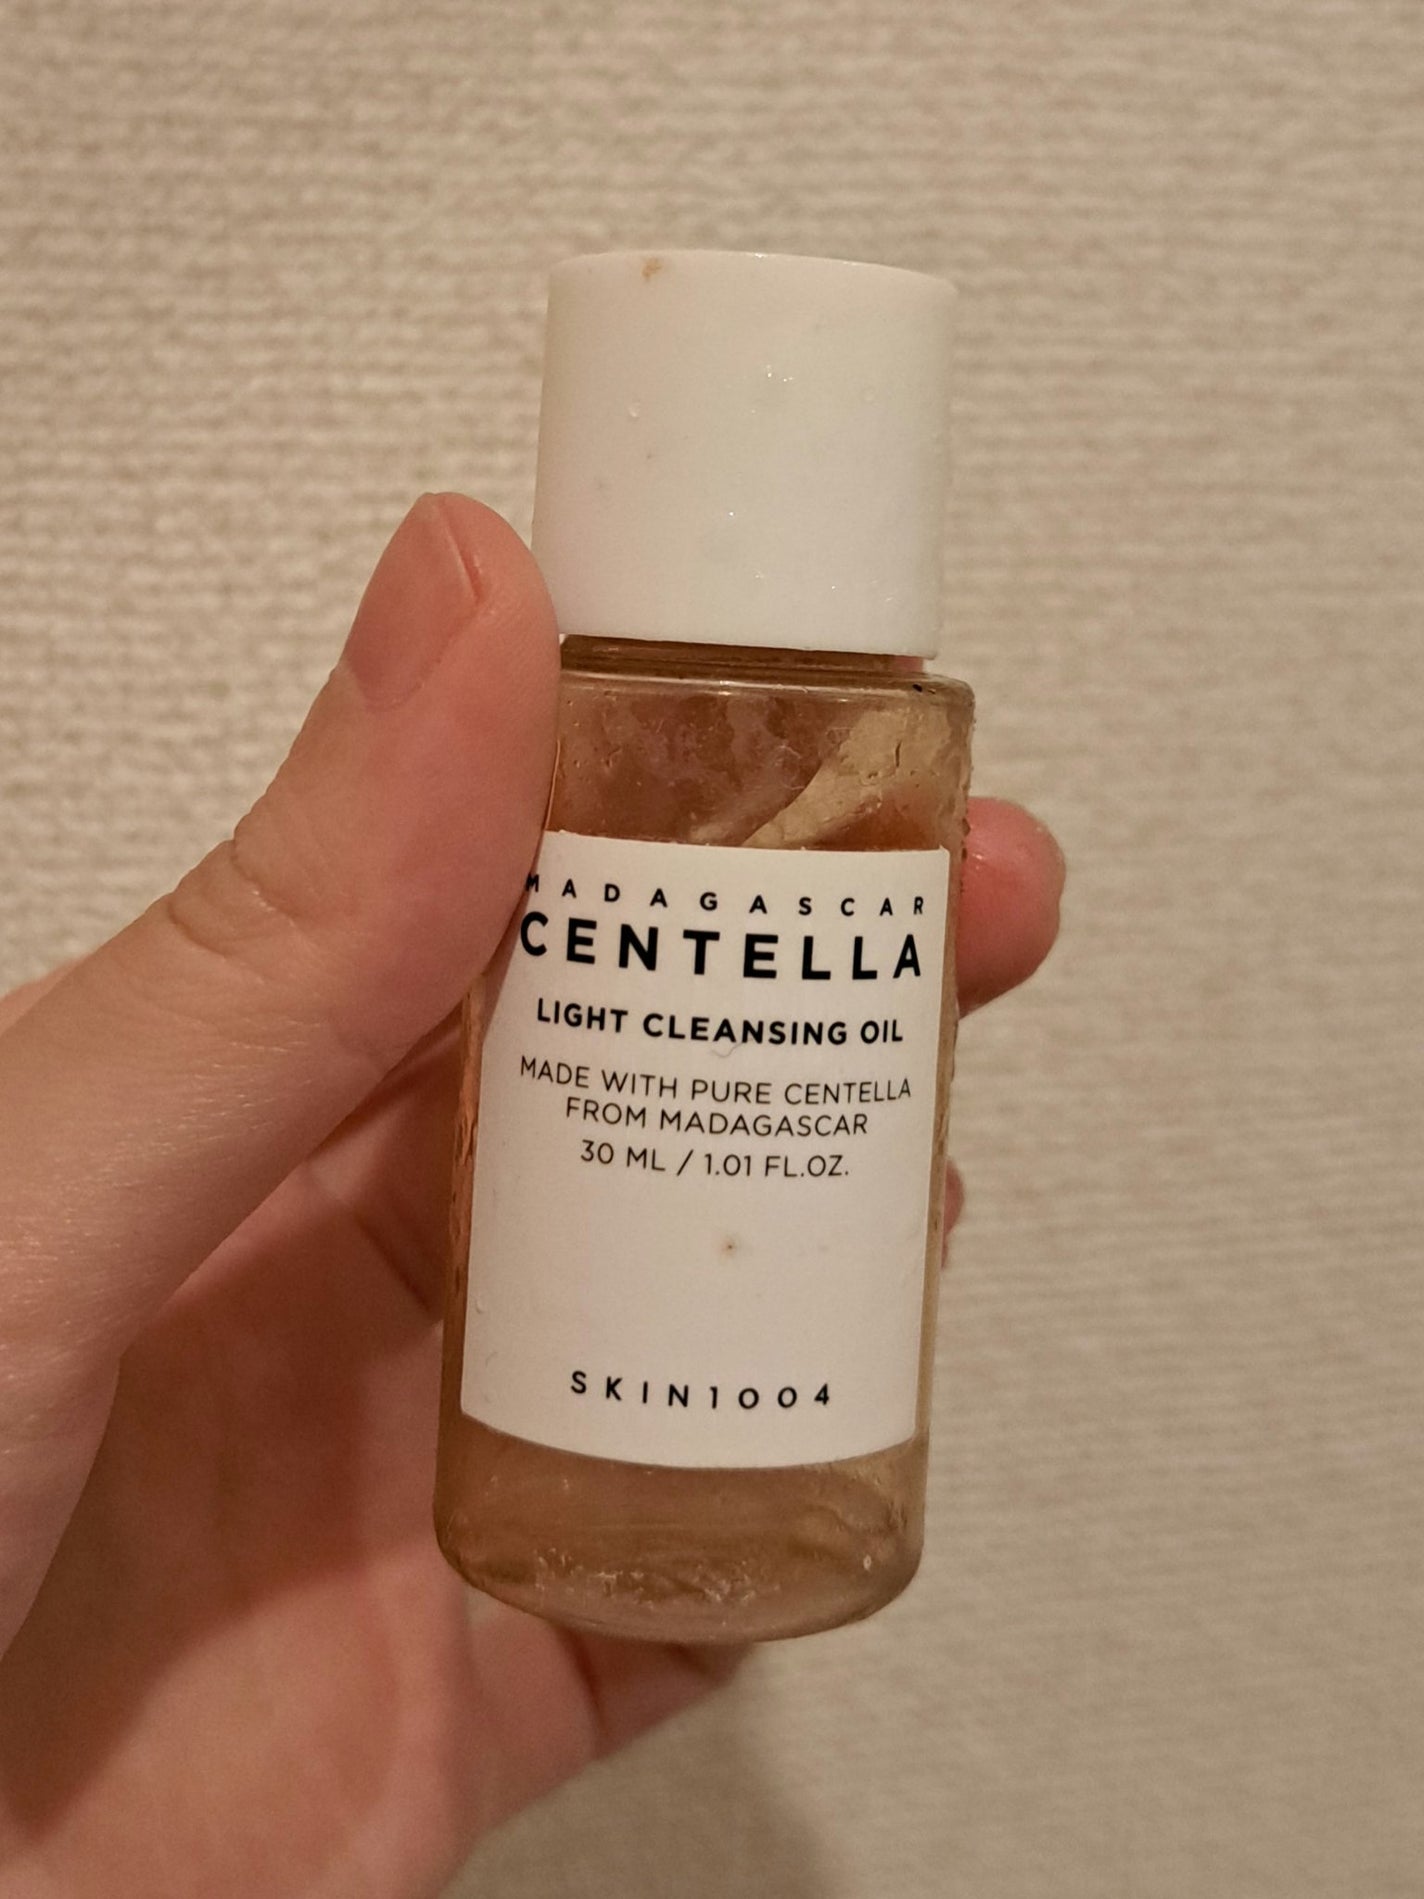 MADAGASCAR
CENTELLA
LIGHT CLEANSING OIL
MADE WITH PURE CENTELLA
FROM MADAGASCAR
30 ML / 1.01 FL.OZ.
SKIN1004